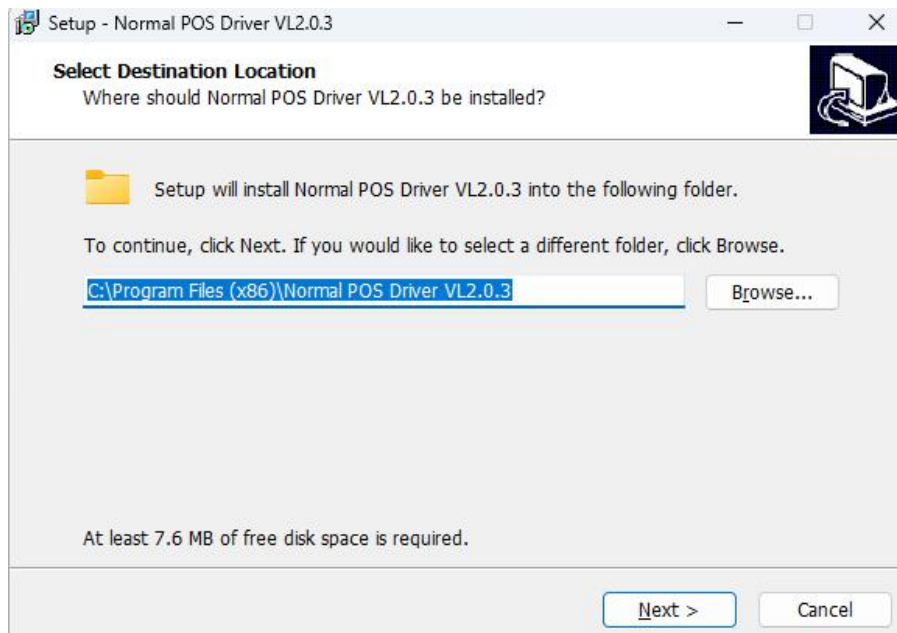 Setup - Normal POS Driver VL2.0.3
Select Destination Location
Where should Normal POS Driver VL2.0.3 be installed?
Setup will install Normal POS Driver VL2.0.3 into the following folder.
To continue, click Next. If you would like to select a different folder, click Browse.
C:\Program Files (x86)\Normal POS Driver VL2.0.3
Browse...
At least 7.6 MB of free disk space is required.
Next >
Cancel